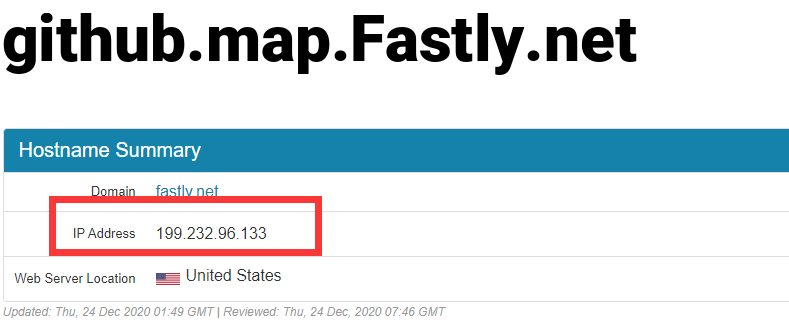 github.map.Fastly.net
Hostname Summary
Domain fastly.net
IP Address 199.232.96.133
Web Server Location United States
Updated: Thu, 24 Dec 2020 01:49 GMT | Reviewed: Thu, 24 Dec, 2020 07:46 GMT